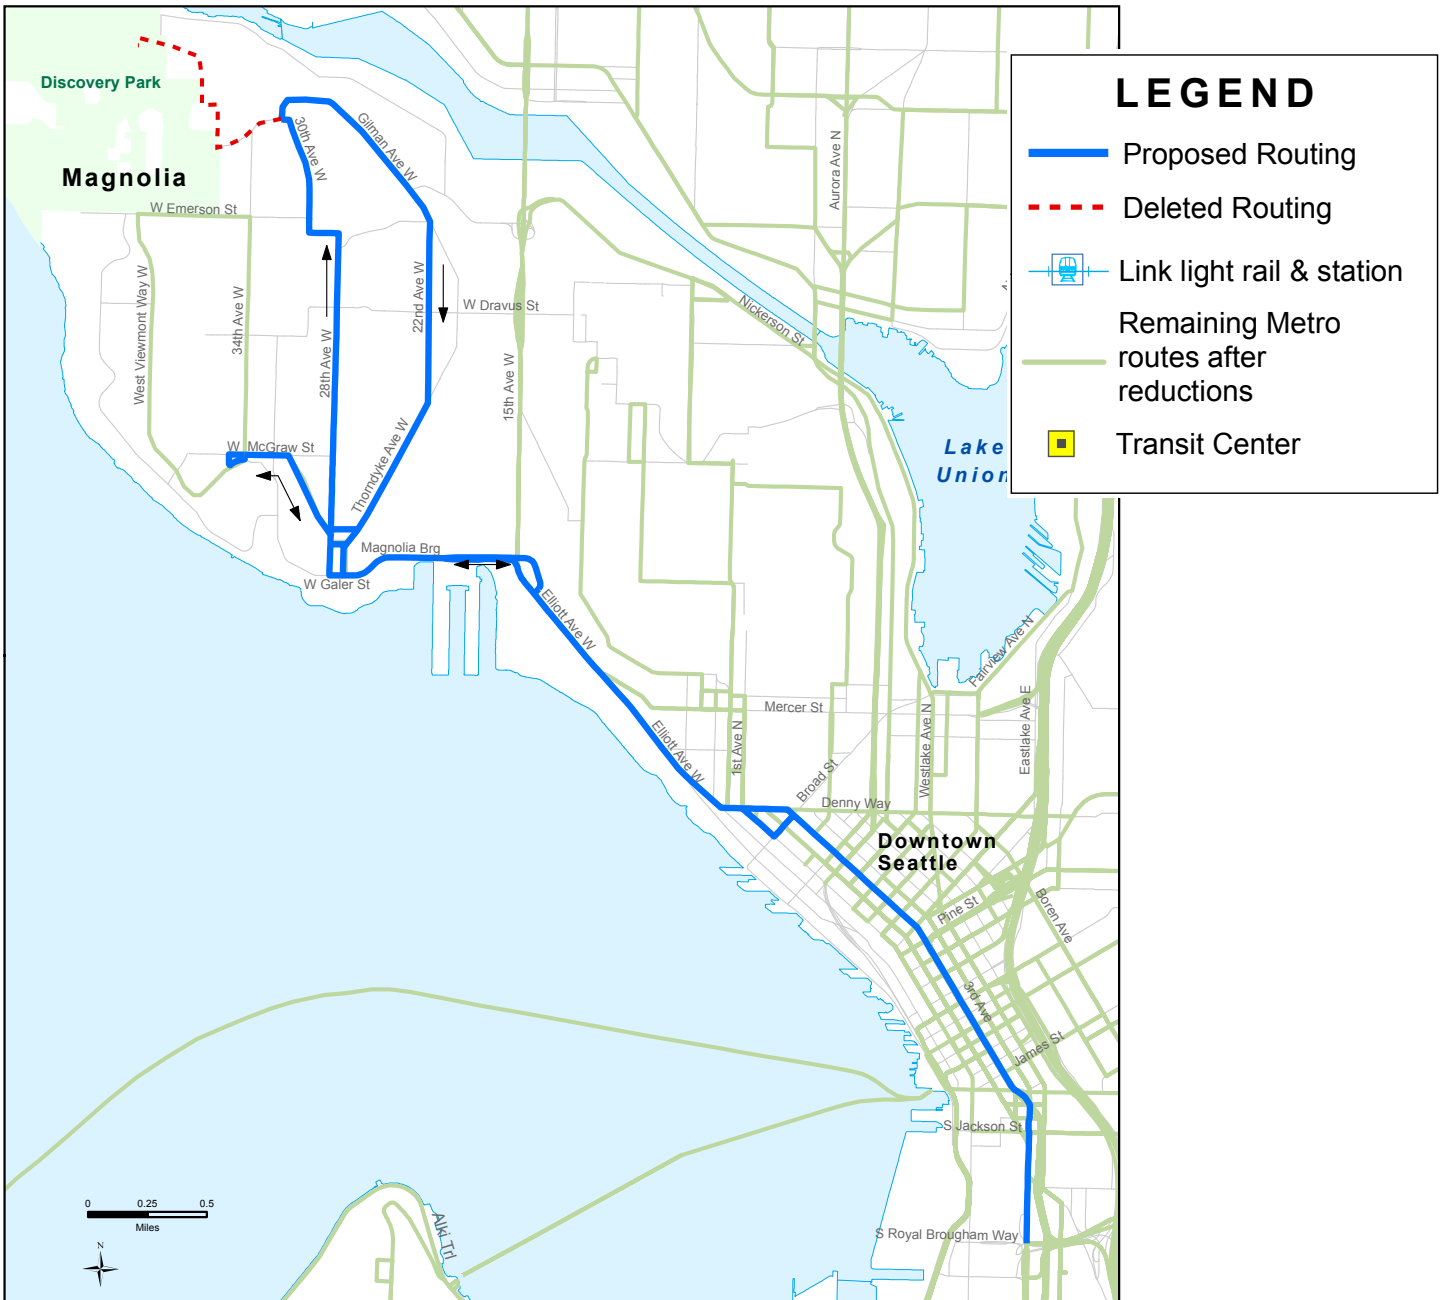 Discovery Park
Magnolia
W Emerson St
30th Ave W
Gilman Ave W
West Viewmont Way W
34th Ave W
28th Ave W
22nd Ave W
W Dravus St
15th Ave W
Aurora Ave N
Nickerson St
W McGraw St
Thorndyke Ave W
Magnolia Brg
W Galer St
Elliott Ave W
Elliott Ave W
Lake
Union
Fairview Ave N
Mercer St
1st Ave N
Westlake Ave N
Eastlake Ave E
Broad St
Denny Way
Downtown
Seattle
Pine St
Boren Ave
3rd Ave
James St
S Jackson St
S Royal Brougham Way
Alki Trl
0 0.25 0.5
Miles
N
LEGEND
Proposed Routing
Deleted Routing
Link light rail & station
Remaining Metro
routes after
reductions
Transit Center